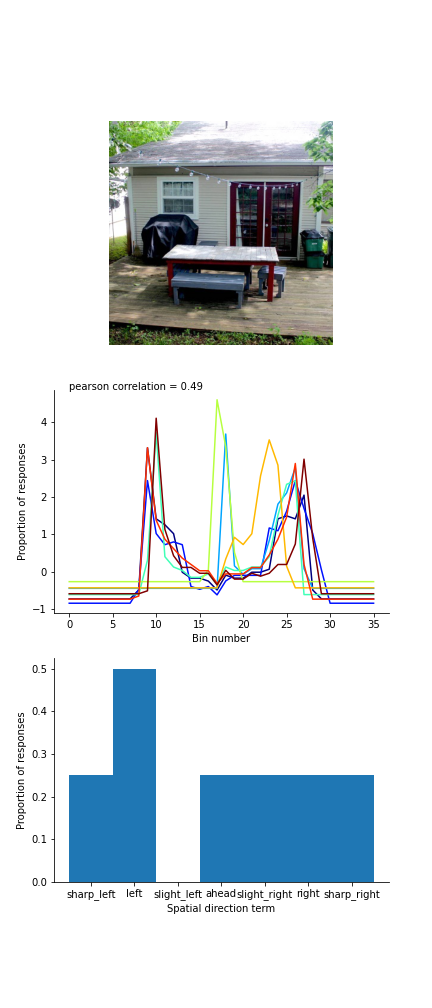 pearson correlation = 0.49
Proportion of responses
4
3
2
1
0
−1
0 5 10 15 20 25 30 35
Bin number
Proportion of responses
0.5
0.4
0.3
0.2
0.1
0.0
sharp_left left slight_left ahead slight_right right sharp_right
Spatial direction term